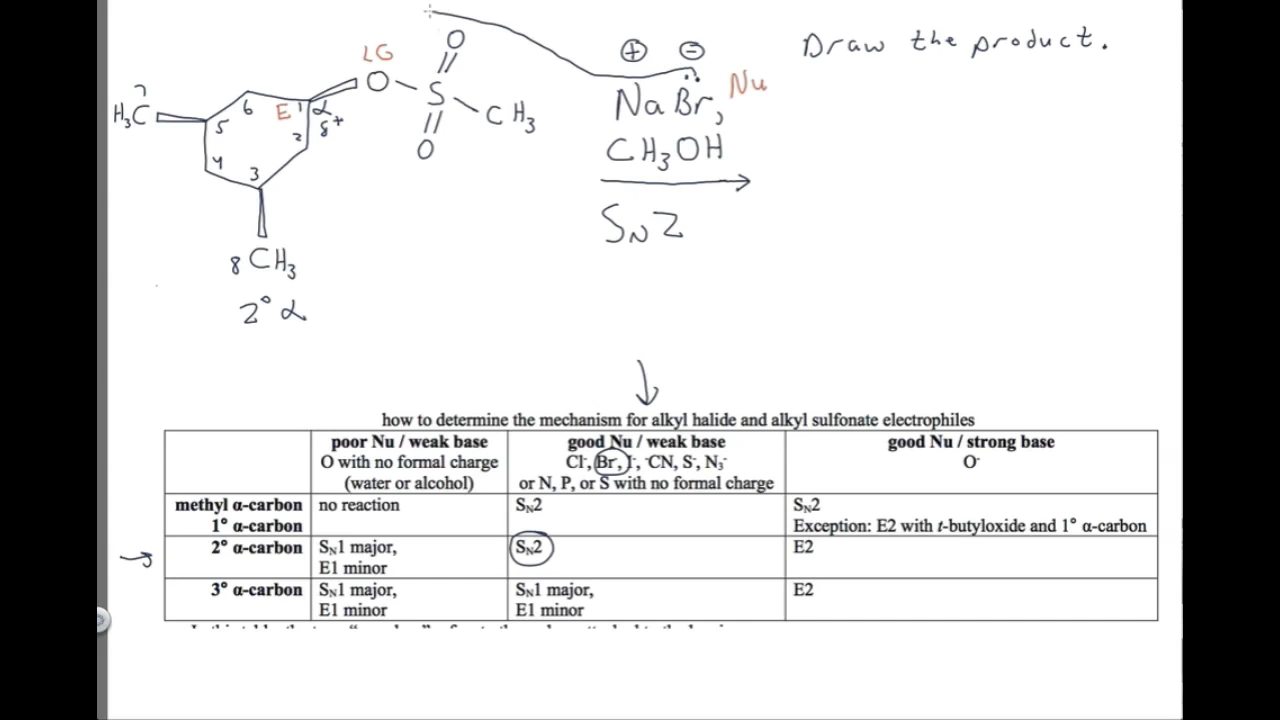 Draw the product.
LG
O
O
S
CH3
O
H3C
7
6
5
4
3
2
1
E
α
δ+
8 CH3
2° α
⊕ ⊖
NaBr, Nu
CH3OH
SN2
how to determine the mechanism for alkyl halide and alkyl sulfonate electrophiles
poor Nu / weak base
O with no formal charge
(water or alcohol)
good Nu / weak base
Cl-, Br-, I-, -CN, S-, N3-
or N, P, or S with no formal charge
good Nu / strong base
O-
methyl α-carbon
1° α-carbon
no reaction
SN2
SN2
Exception: E2 with t-butyloxide and 1° α-carbon
2° α-carbon
SN1 major,
E1 minor
SN2
E2
3° α-carbon
SN1 major,
E1 minor
SN1 major,
E1 minor
E2